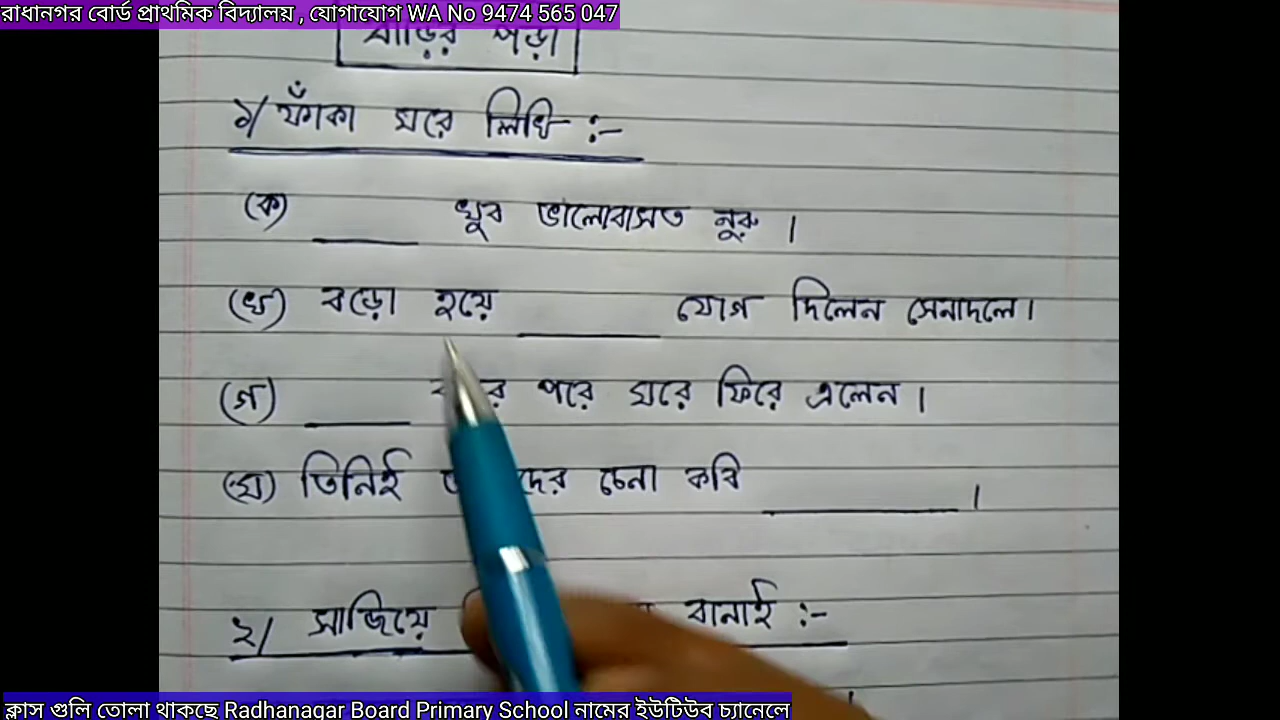 রাধানগর বোর্ড প্রাথমিক বিদ্যালয় , যোগাযোগ WA No 9474 565 047
বাড়ির পড়া
১/ ফাঁকা ঘরে লিখি :-
(ক) ______ খুব ভালোবাসত নুরু ।
(খ) বড়ো হয়ে ______ যোগ দিলেন সেনাদলে।
(গ) ______ পরে ঘরে ফিরে এলেন ।
(ঘ) তিনিই চেনা কবি ______ ।
২/ সাজিয়ে বানাই :-
ক্লাস গুলি তোলা থাকছে Radhanagar Board Primary School নামের ইউটিউব চ্যানেলে